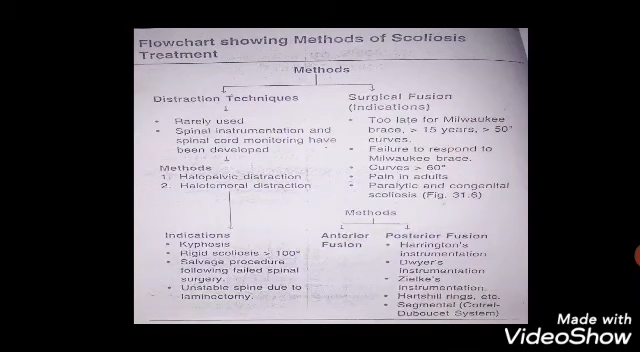 Flowchart showing Methods of Scoliosis
Treatment
Methods
Distraction Techniques
• Rarely used
• Spinal instrumentation and
spinal cord monitoring have
been developed
Methods
1. Halopelvic distraction
2. Halofemoral distraction
Indications
• Kyphosis
• Rigid scoliosis > 100°
• Salvage procedure
following failed spinal
surgery.
• Unstable spine due to
laminectomy.
Surgical Fusion
(Indications)
• Too late for Milwaukee
brace, > 15 years, > 50°
curves.
• Failure to respond to
Milwaukee brace.
• Curves > 60°
• Pain in adults
• Paralytic and congenital
scoliosis (Fig. 31.6)
Methods
Anterior
Fusion
Posterior Fusion
• Harrington's
instrumentation
• Dwyer's
instrumentation
• Zielke's
instrumentation.
• Hartshill rings, etc.
• Segmental (Cotrel-
Duboucet System)
Made with
VideoShow